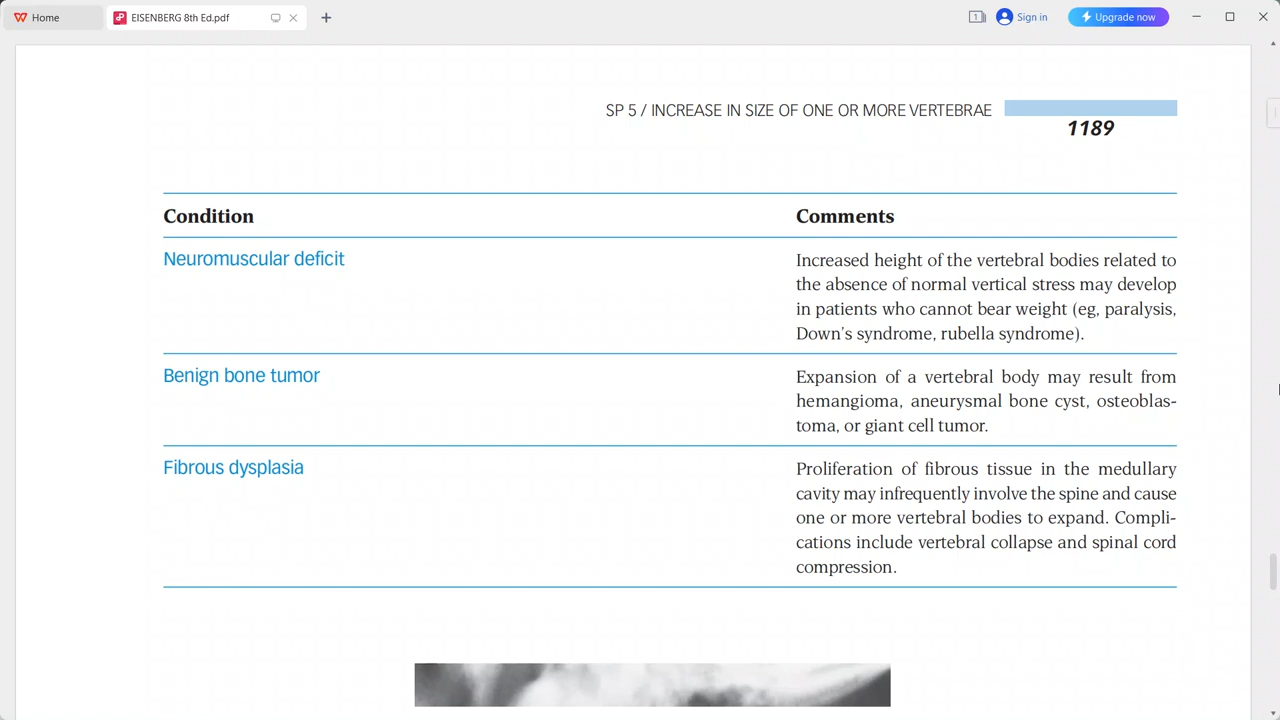 Home
EISENBERG 8th Ed.pdf
1
Sign in
Upgrade now
SP 5 / INCREASE IN SIZE OF ONE OR MORE VERTEBRAE
1189
Condition
Comments
Neuromuscular deficit
Increased height of the vertebral bodies related to
the absence of normal vertical stress may develop
in patients who cannot bear weight (eg, paralysis,
Down's syndrome, rubella syndrome).
Benign bone tumor
Expansion of a vertebral body may result from
hemangioma, aneurysmal bone cyst, osteoblas-
toma, or giant cell tumor.
Fibrous dysplasia
Proliferation of fibrous tissue in the medullary
cavity may infrequently involve the spine and cause
one or more vertebral bodies to expand. Compli-
cations include vertebral collapse and spinal cord
compression.